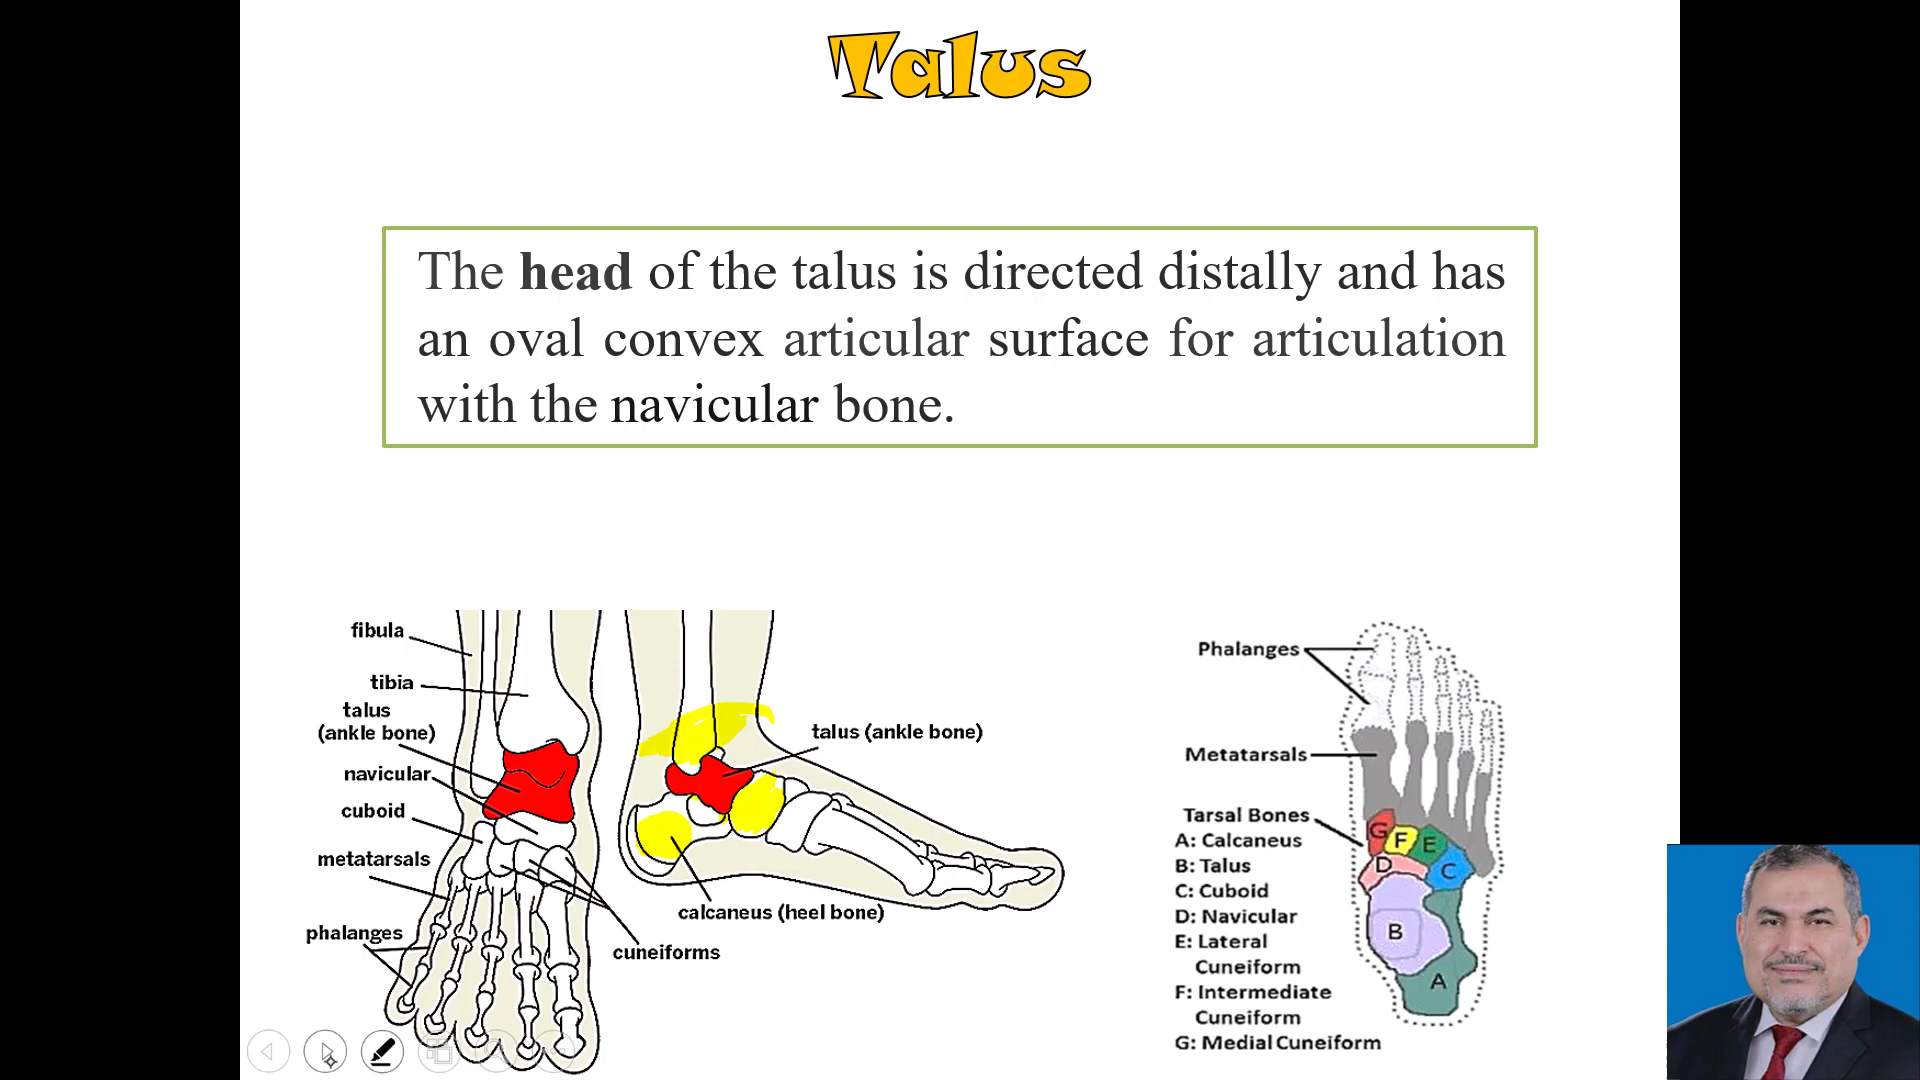 Talus
The head of the talus is directed distally and has
an oval convex articular surface for articulation
with the navicular bone.
fibula
tibia
talus
(ankle bone)
navicular
cuboid
metatarsals
phalanges
cuneiforms
talus (ankle bone)
calcaneus (heel bone)
Phalanges
Metatarsals
Tarsal Bones
A: Calcaneus
B: Talus
C: Cuboid
D: Navicular
E: Lateral
Cuneiform
F: Intermediate
Cuneiform
G: Medial Cuneiform
G
F
E
D
C
B
A